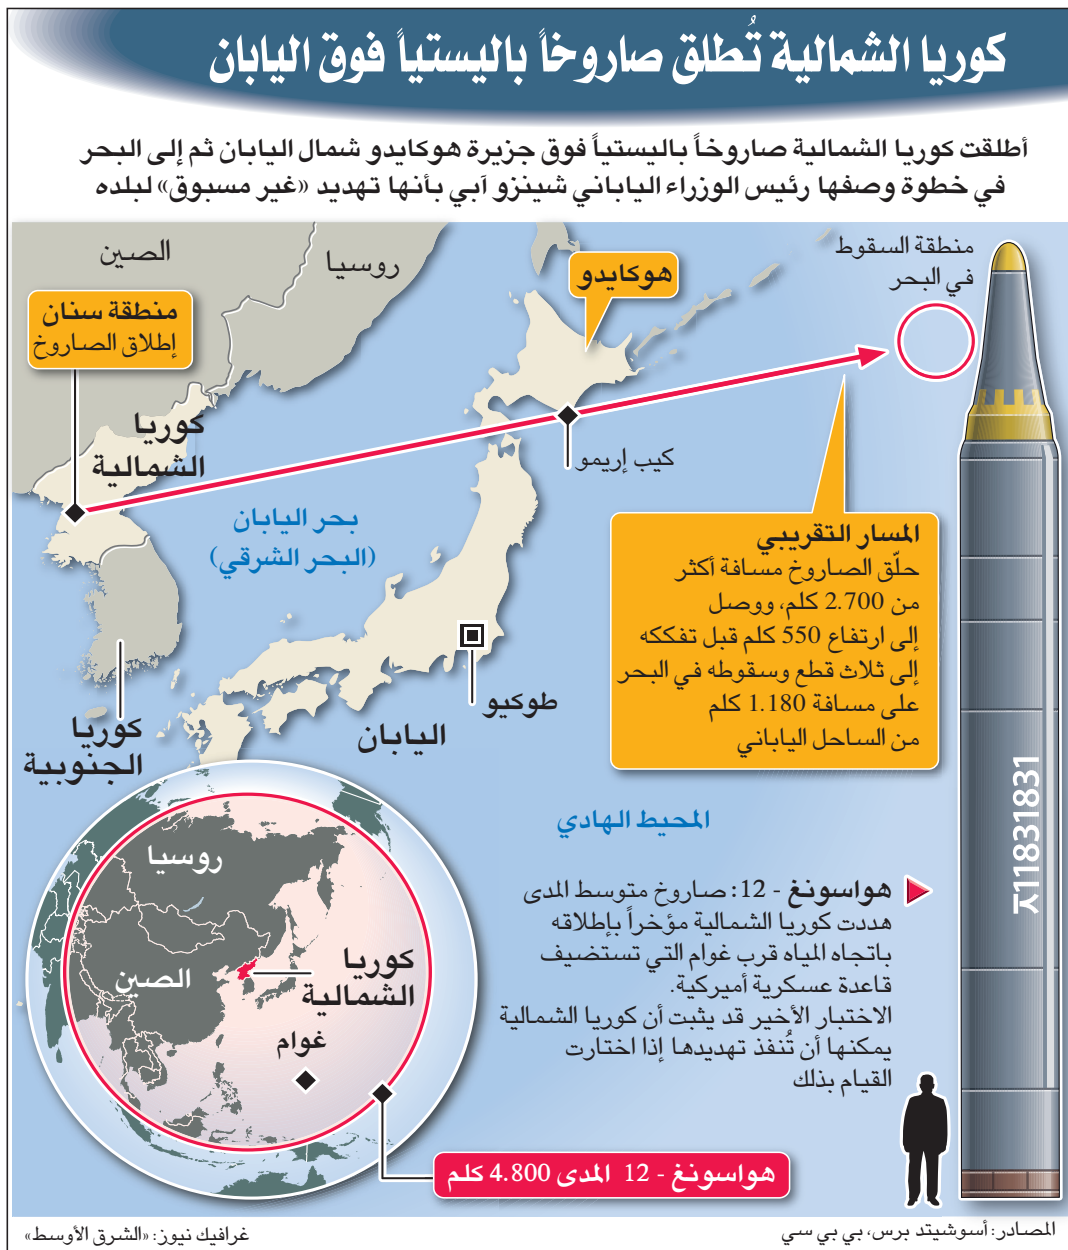 كوريا الشمالية تُطلق صاروخاً باليستياً فوق اليابان
أطلقت كوريا الشمالية صاروخاً باليستياً فوق جزيرة هوكايدو شمال اليابان ثم إلى البحر
في خطوة وصفها رئيس الوزراء الياباني شينزو آبي بأنها تهديد «غير مسبوق» لبلده
منطقة السقوط
في البحر
هوكايدو
روسيا
الصين
منطقة سنان
إطلاق الصاروخ
كوريا
الشمالية
كيب إريمو
بحر اليابان
(البحر الشرقي)
المسار التقريبي
حلّق الصاروخ مسافة أكثر
من 2.700 كلم، ووصل
إلى ارتفاع 550 كلم قبل تفككه
إلى ثلاث قطع وسقوطه في البحر
على مسافة 1.180 كلم
من الساحل الياباني
طوكيو
اليابان
كوريا
الجنوبية
المحيط الهادي
هواسونغ - 12: صاروخ متوسط المدى
هددت كوريا الشمالية مؤخراً بإطلاقه
باتجاه المياه قرب غوام التي تستضيف
قاعدة عسكرية أميركية.
الاختبار الأخير قد يثبت أن كوريا الشمالية
يمكنها أن تُنفذ تهديدها إذا اختارت
القيام بذلك
روسيا
الصين
كوريا
الشمالية
غوام
هواسونغ - 12 المدى 4.800 كلم
ㅈ11831831
المصادر: أسوشيتد برس، بي بي سي
غرافيك نيوز: «الشرق الأوسط»